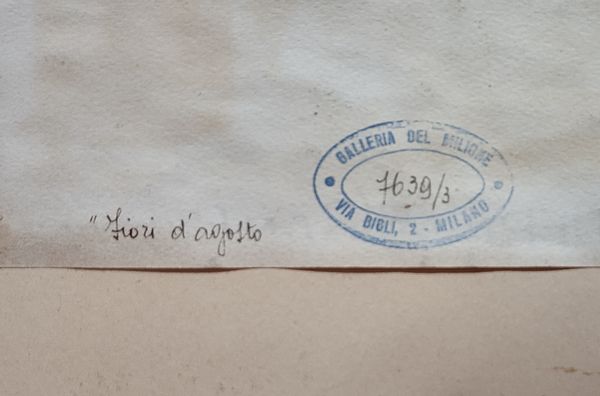 GALLERIA DEL MILIONE
7639/3
VIA BIGLI, 2 - MILANO
"Fiori d'agosto